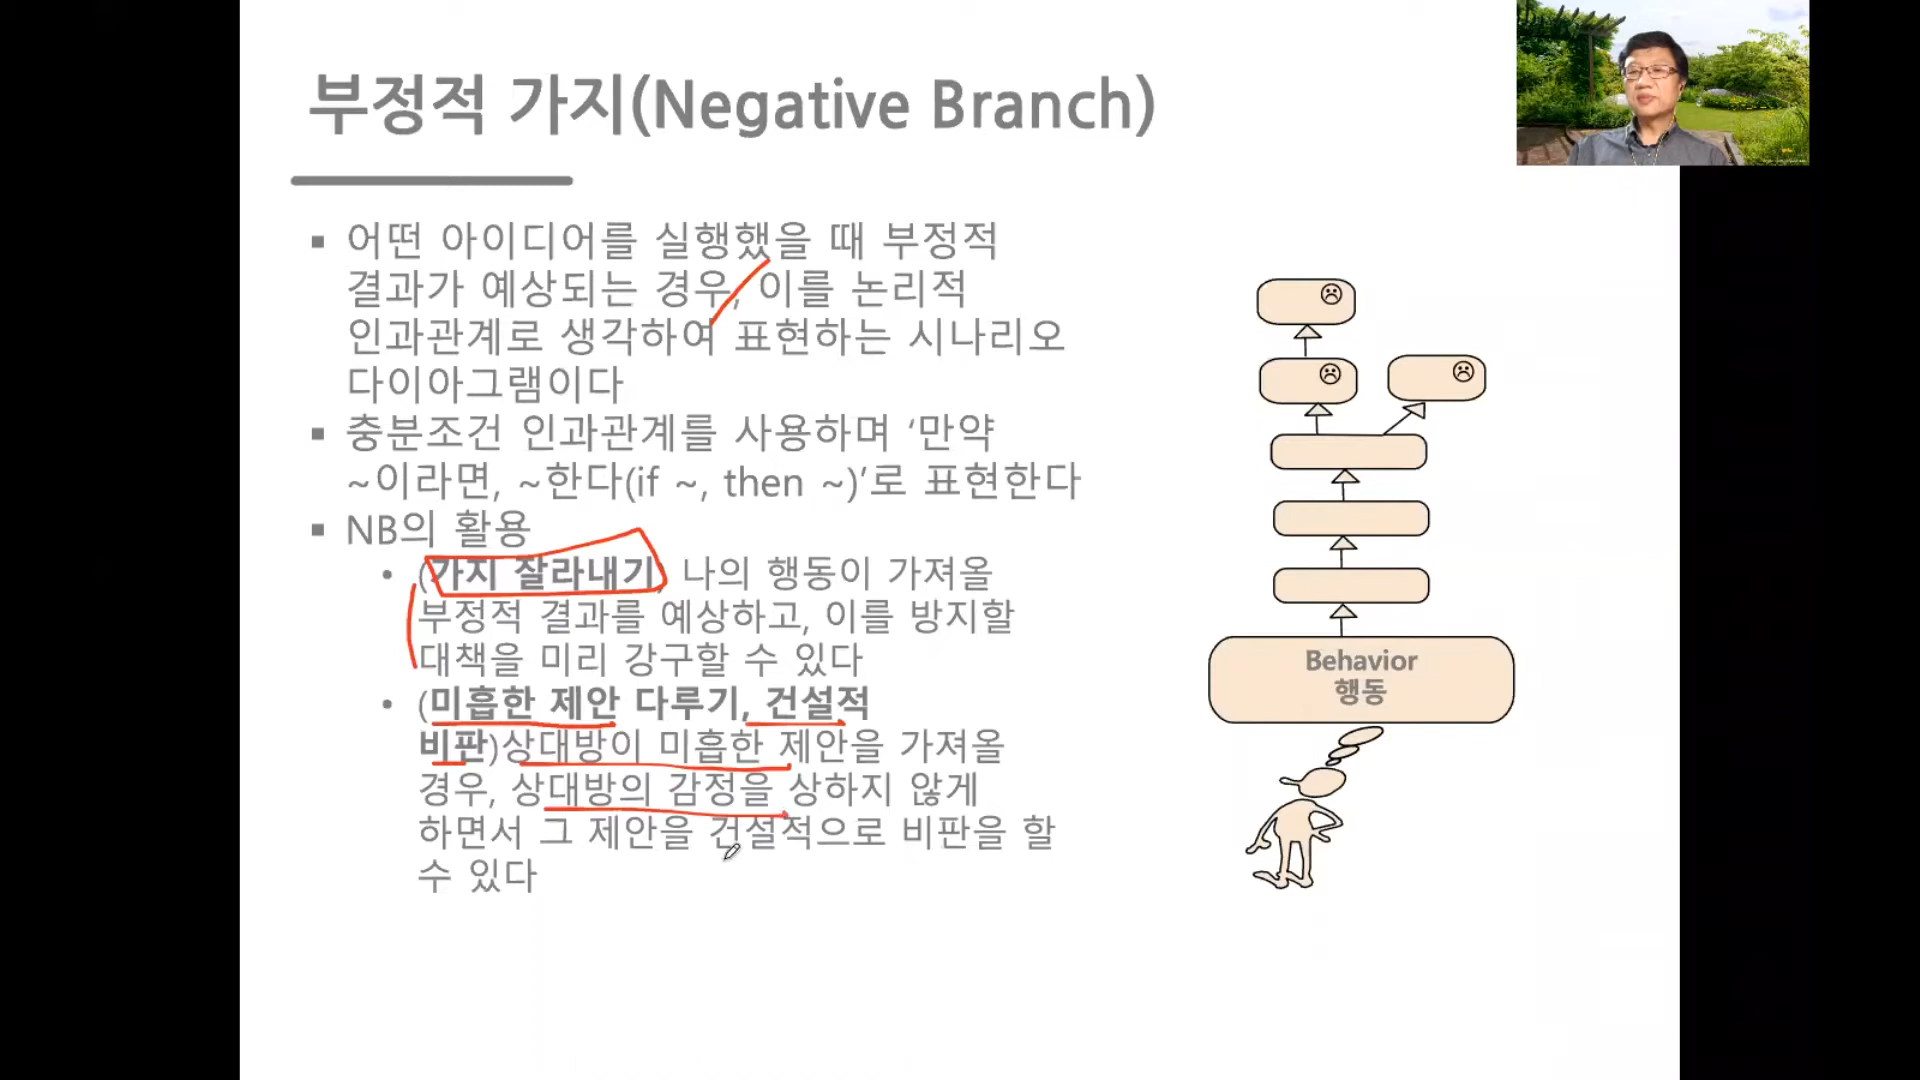 부정적 가지(Negative Branch)
▪ 어떤 아이디어를 실행했을 때 부정적
결과가 예상되는 경우, 이를 논리적
인과관계로 생각하여 표현하는 시나리오
다이아그램이다
▪ 충분조건 인과관계를 사용하며 ‘만약
~이라면, ~한다(if ~, then ~)’로 표현한다
▪ NB의 활용
• (가지 잘라내기) 나의 행동이 가져올
부정적 결과를 예상하고, 이를 방지할
대책을 미리 강구할 수 있다
• (미흡한 제안 다루기, 건설적
비판)상대방이 미흡한 제안을 가져올
경우, 상대방의 감정을 상하지 않게
하면서 그 제안을 건설적으로 비판을 할
수 있다
Behavior
행동